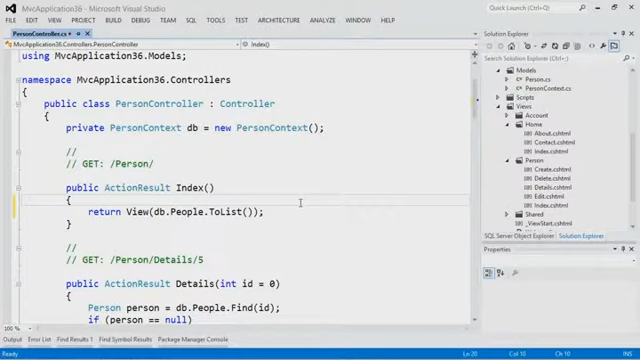 MvcApplication36 - Microsoft Visual Studio
Quick Launch (Ctrl+Q)
FILE EDIT VIEW PROJECT BUILD DEBUG TEAM SQL TOOLS TEST ARCHITECTURE ANALYZE WINDOW HELP
PersonController.cs
MvcApplication36.Controllers.PersonController
Index()
using MvcApplication36.Models;
namespace MvcApplication36.Controllers
{
public class PersonController : Controller
{
private PersonContext db = new PersonContext();
//
// GET: /Person/
public ActionResult Index()
{
return View(db.People.ToList());
}
//
// GET: /Person/Details/5
public ActionResult Details(int id = 0)
{
Person person = db.People.Find(id);
if (person == null)
100 %
Solution Explorer
Search Solution Explorer (Ctrl+;)
Models
Person.cs
PersonContext.cs
Scripts
Views
Account
Home
About.cshtml
Contact.cshtml
Index.cshtml
Person
Create.cshtml
Delete.cshtml
Details.cshtml
Edit.cshtml
Index.cshtml
Shared
_ViewStart.cshtml
SQL Server Object Explorer Solution Explorer
Properties
Output Error List Find Results 1 Find Symbol Results Package Manager Console
Ready
Ln 20
Col 10
Ch 10
INS